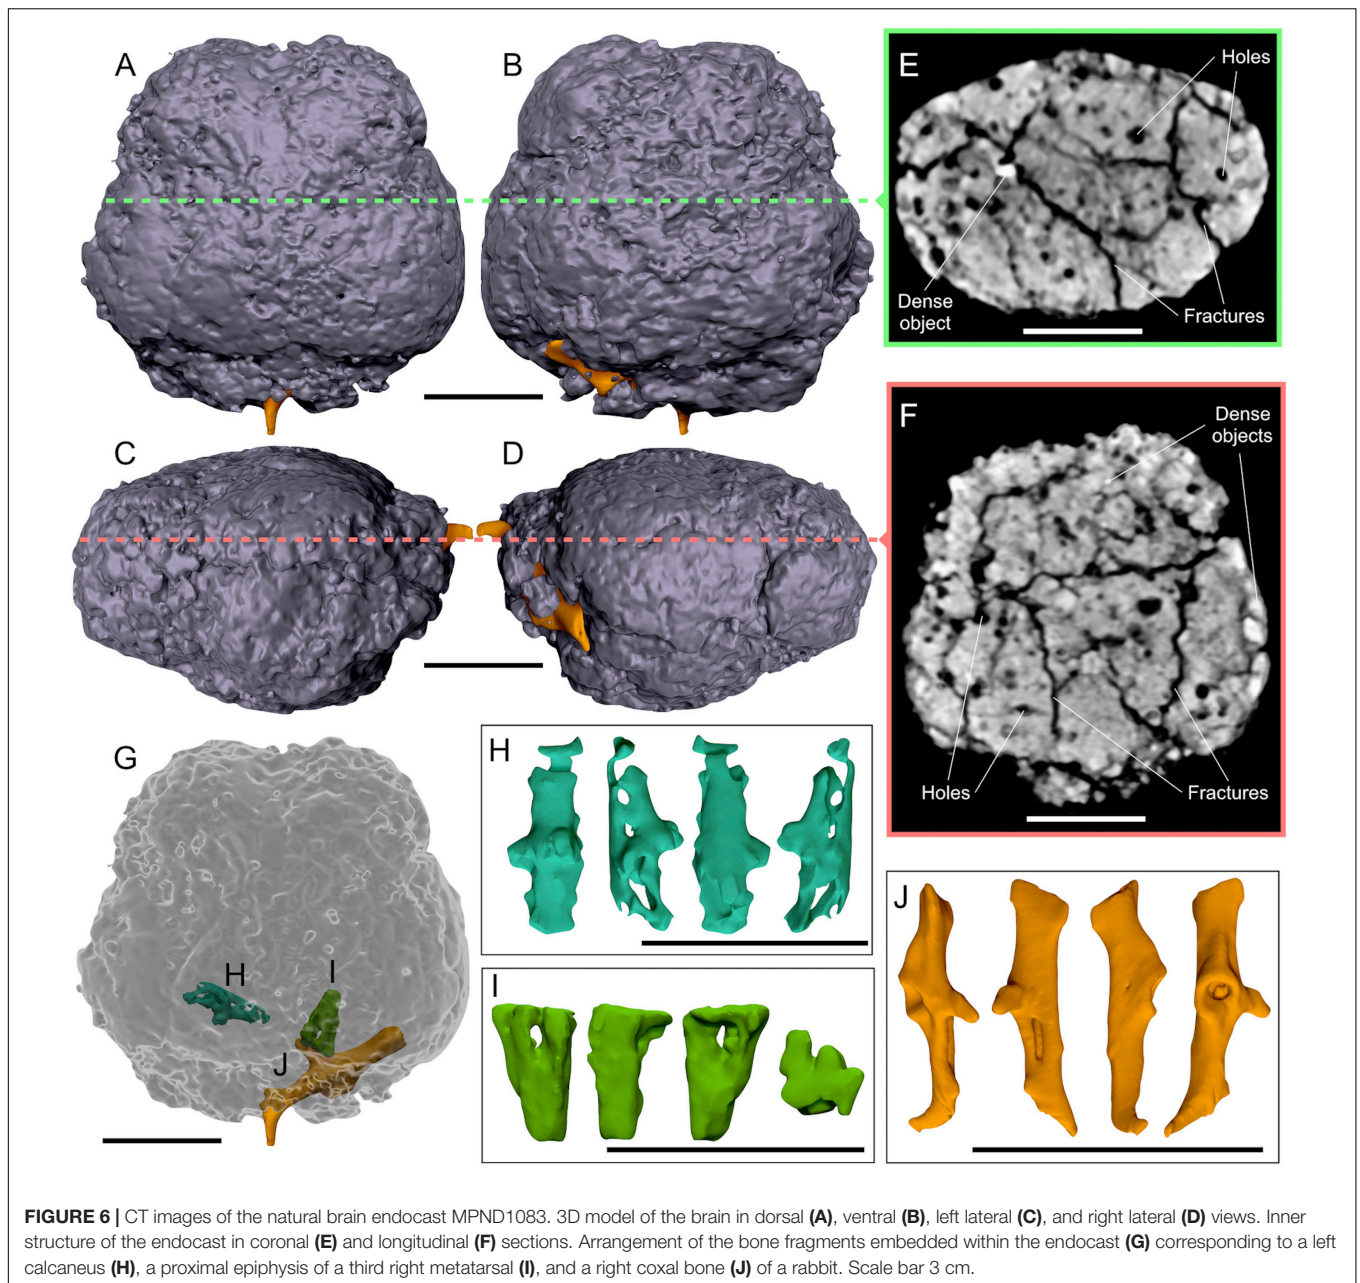 A
B
E
Holes
Dense
object
Fractures
C
D
F
Dense
objects
Holes
Fractures
G
H
I
J
H
I
J
FIGURE 6 | CT images of the natural brain endocast MPND1083. 3D model of the brain in dorsal (A), ventral (B), left lateral (C), and right lateral (D) views. Inner
structure of the endocast in coronal (E) and longitudinal (F) sections. Arrangement of the bone fragments embedded within the endocast (G) corresponding to a left
calcaneus (H), a proximal epiphysis of a third right metatarsal (I), and a right coxal bone (J) of a rabbit. Scale bar 3 cm.